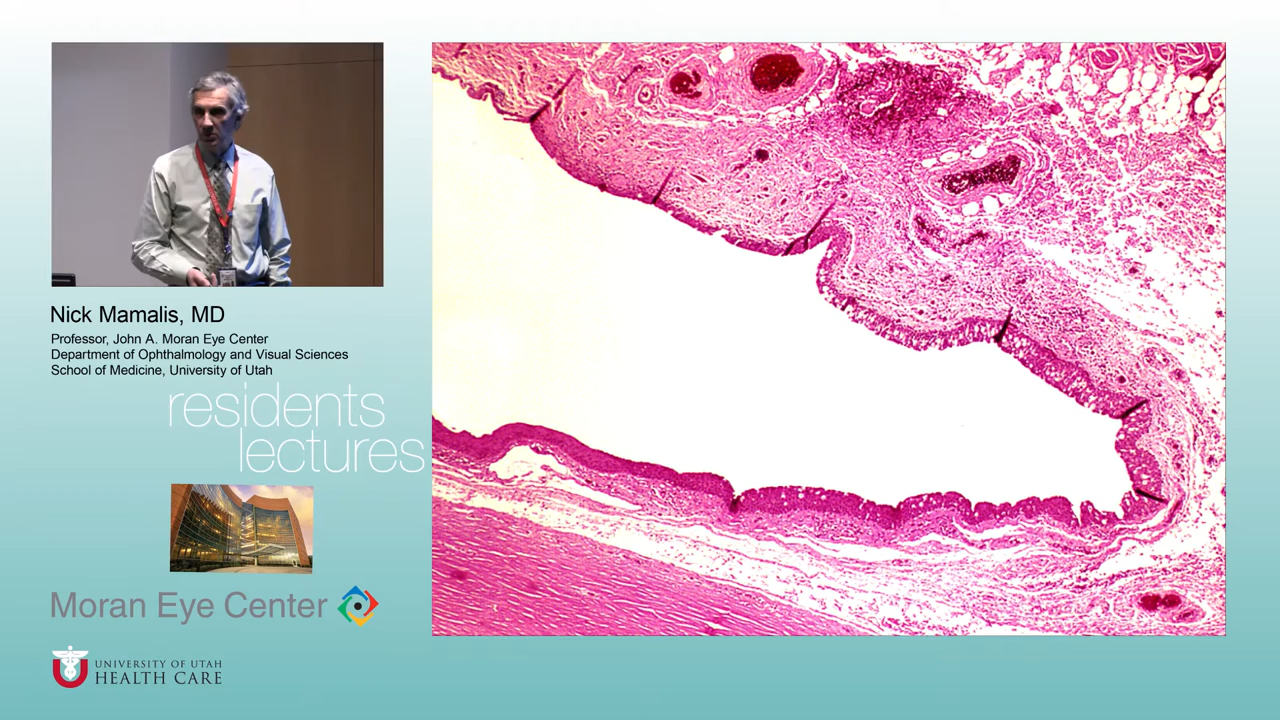 Nick Mamalis, MD
Professor, John A. Moran Eye Center
Department of Ophthalmology and Visual Sciences
School of Medicine, University of Utah
residents
lectures
Moran Eye Center
UNIVERSITY OF UTAH
HEALTH CARE